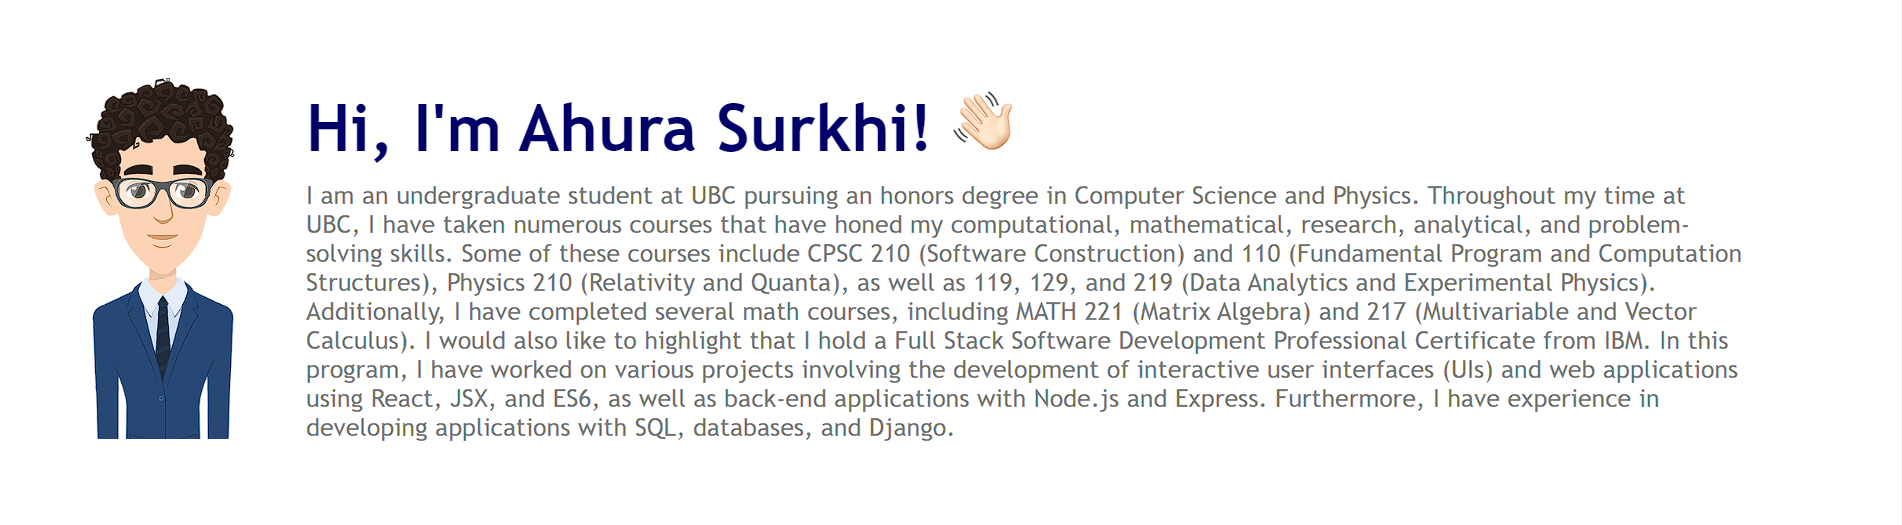 Hi, I'm Ahura Surkhi! 👋🏻
I am an undergraduate student at UBC pursuing an honors degree in Computer Science and Physics. Throughout my time at
UBC, I have taken numerous courses that have honed my computational, mathematical, research, analytical, and problem-
solving skills. Some of these courses include CPSC 210 (Software Construction) and 110 (Fundamental Program and Computation
Structures), Physics 210 (Relativity and Quanta), as well as 119, 129, and 219 (Data Analytics and Experimental Physics).
Additionally, I have completed several math courses, including MATH 221 (Matrix Algebra) and 217 (Multivariable and Vector
Calculus). I would also like to highlight that I hold a Full Stack Software Development Professional Certificate from IBM. In this
program, I have worked on various projects involving the development of interactive user interfaces (UIs) and web applications
using React, JSX, and ES6, as well as back-end applications with Node.js and Express. Furthermore, I have experience in
developing applications with SQL, databases, and Django.